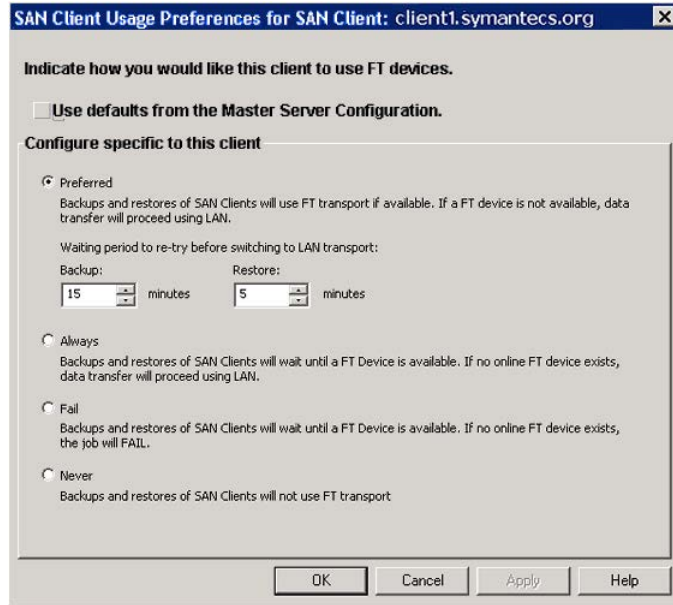 SAN Client Usage Preferences for SAN Client: client1.symantecs.org
Indicate how you would like this client to use FT devices.
Use defaults from the Master Server Configuration.
Configure specific to this client
Preferred
Backups and restores of SAN Clients will use FT transport if available. If a FT device is not available, data
transfer will proceed using LAN.
Waiting period to re-try before switching to LAN transport:
Backup: Restore:
15 minutes 5 minutes
Always
Backups and restores of SAN Clients will wait until a FT Device is available. If no online FT device exists,
data transfer will proceed using LAN.
Fail
Backups and restores of SAN Clients will wait until a FT Device is available. If no online FT device exists,
the job will FAIL.
Never
Backups and restores of SAN Clients will not use FT transport
OK Cancel Apply Help